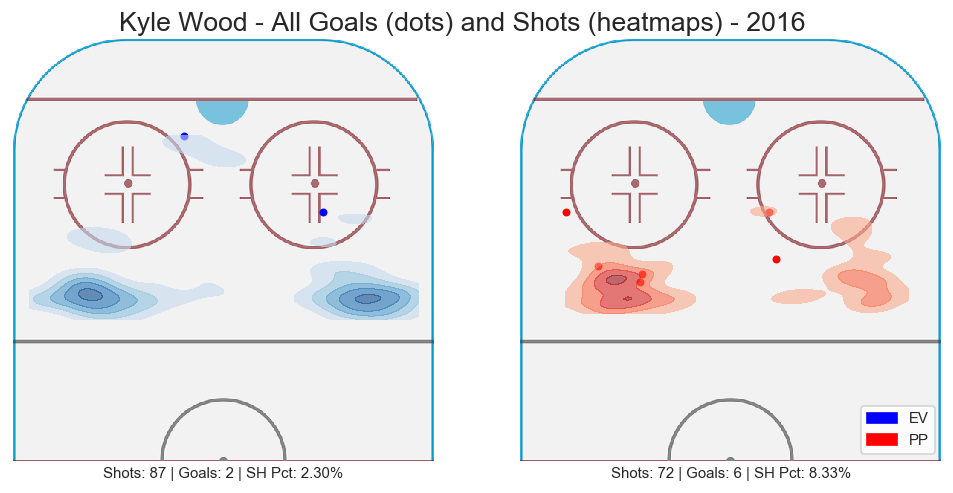 Kyle Wood - All Goals (dots) and Shots (heatmaps) - 2016
EV
PP
Shots: 87 | Goals: 2 | SH Pct: 2.30%
Shots: 72 | Goals: 6 | SH Pct: 8.33%